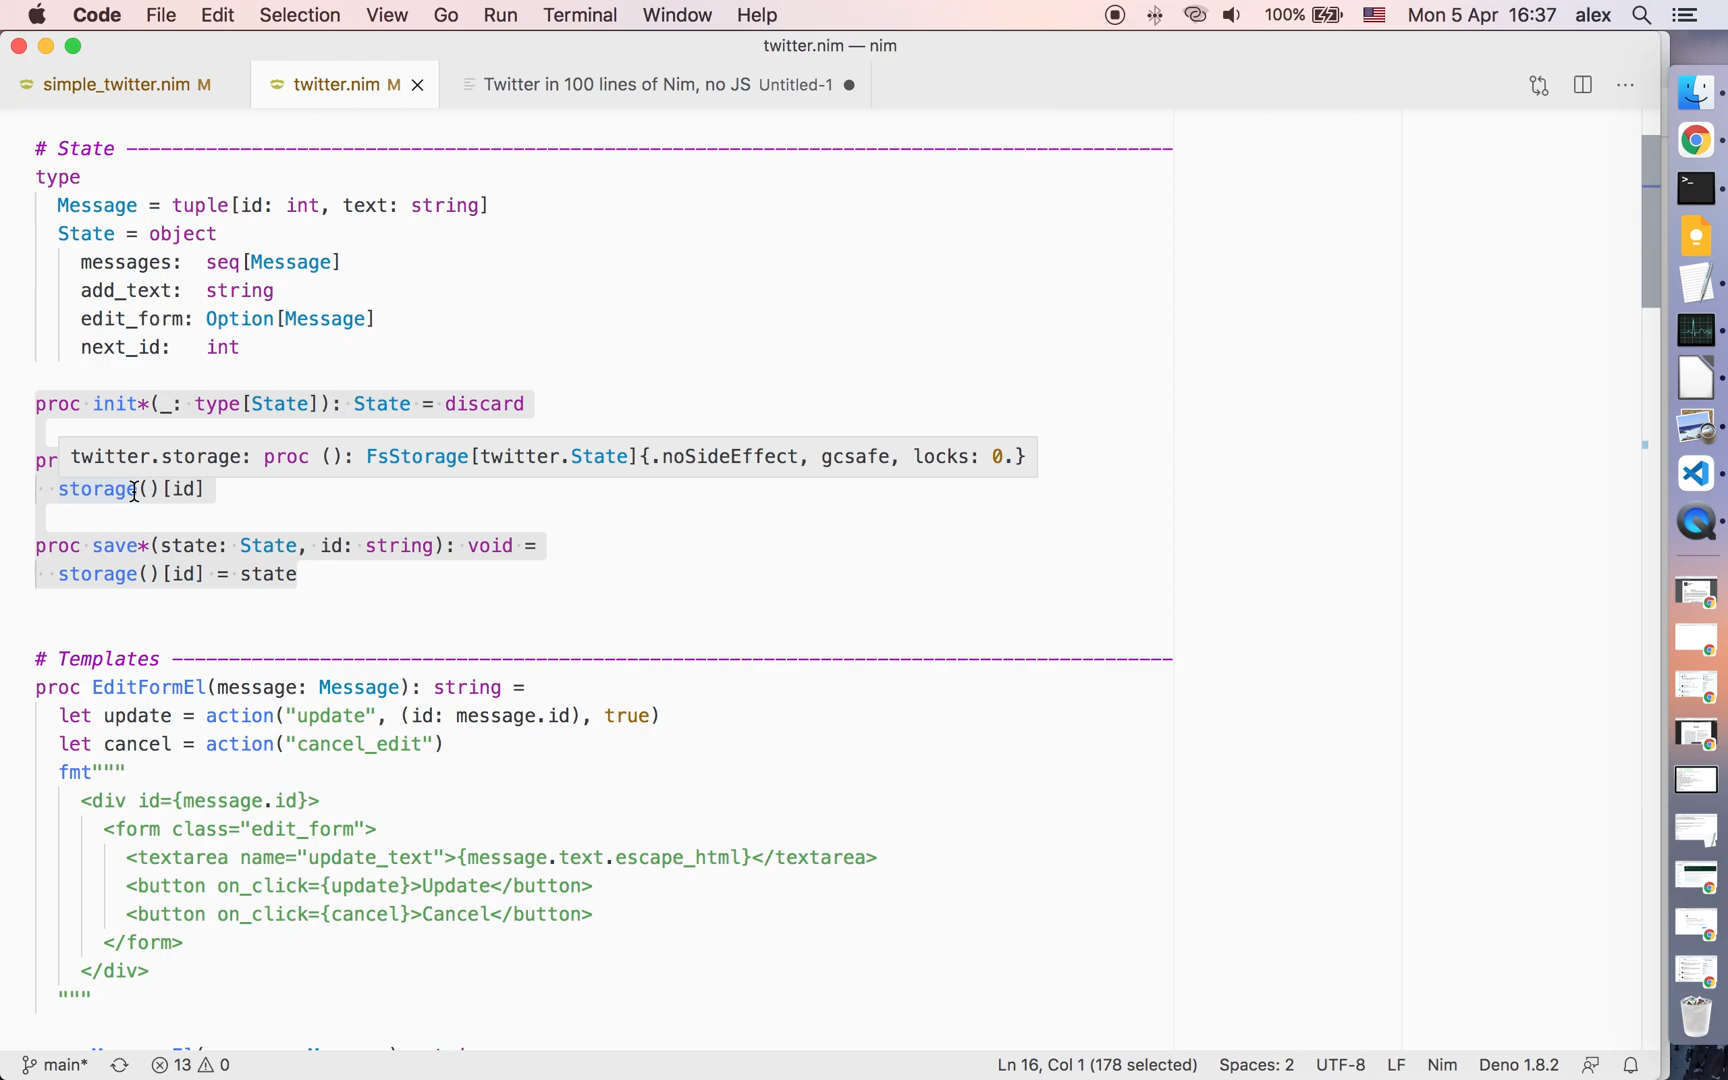 Code File Edit Selection View Go Run Terminal Window Help 100% Mon 5 Apr 16:37 alex
twitter.nim — nim
simple_twitter.nim M twitter.nim M Twitter in 100 lines of Nim, no JS Untitled-1
# State
type
Message = tuple[id: int, text: string]
State = object
messages: seq[Message]
add_text: string
edit_form: Option[Message]
next_id: int
proc init*(_: type[State]): State = discard
twitter.storage: proc (): FsStorage[twitter.State]{.noSideEffect, gcsafe, locks: 0.}
pr
storage()[id]
proc save*(state: State, id: string): void =
storage()[id] = state
# Templates
proc EditFormEl(message: Message): string =
let update = action("update", (id: message.id), true)
let cancel = action("cancel_edit")
fmt"""
<div id={message.id}>
<form class="edit_form">
<textarea name="update_text">{message.text.escape_html}</textarea>
<button on_click={update}>Update</button>
<button on_click={cancel}>Cancel</button>
</form>
</div>
"""
main* 13 0 Ln 16, Col 1 (178 selected) Spaces: 2 UTF-8 LF Nim Deno 1.8.2